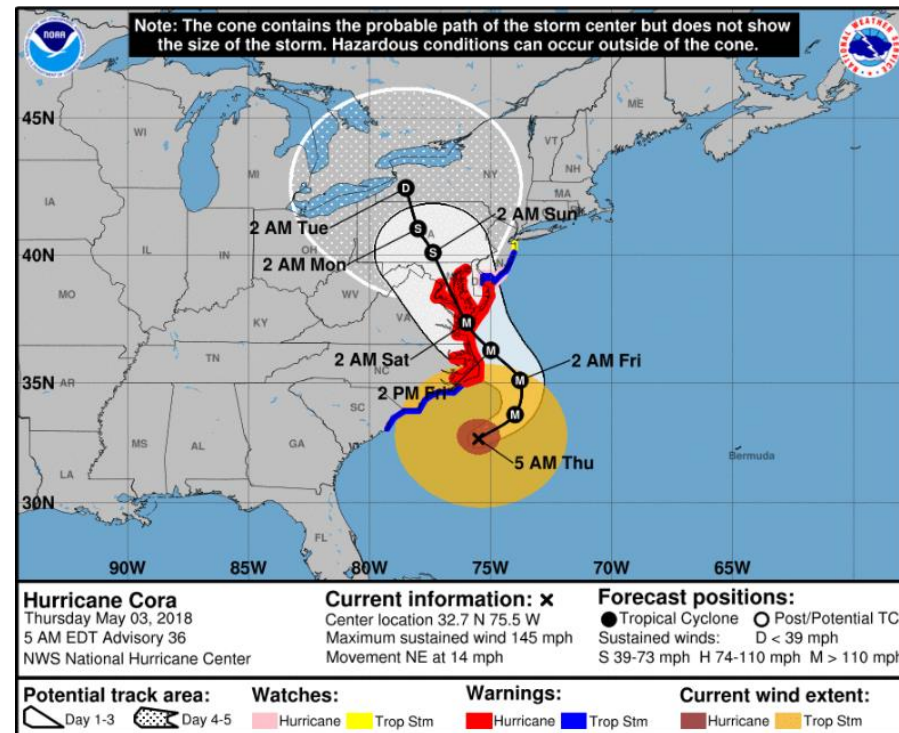 Note: The cone contains the probable path of the storm center but does not show
the size of the storm. Hazardous conditions can occur outside of the cone.
NOAA
NATIONAL WEATHER SERVICE
45N
40N
35N
30N
90W
85W
80W
75W
70W
65W
ME
VT
NH
MA
NY
WI
MI
IA
IL
IN
OH
MO
WV
KY
VA
TN
NC
AR
SC
MS
AL
GA
LA
FL
Bermuda
2 AM Tue
2 AM Sun
2 AM Mon
2 AM Sat
2 AM Fri
2 PM Fri
5 AM Thu
D
S
S
M
M
M
M
Hurricane Cora
Thursday May 03, 2018
5 AM EDT Advisory 36
NWS National Hurricane Center
Current information: x
Center location 32.7 N 75.5 W
Maximum sustained wind 145 mph
Movement NE at 14 mph
Forecast positions:
Tropical Cyclone Post/Potential TC
Sustained winds: D < 39 mph
S 39-73 mph H 74-110 mph M > 110 mph
Potential track area:
Day 1-3 Day 4-5
Watches:
Hurricane Trop Stm
Warnings:
Hurricane Trop Stm
Current wind extent:
Hurricane Trop Stm